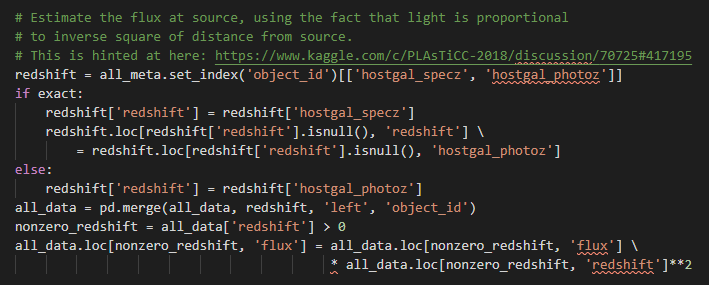 # Estimate the flux at source, using the fact that light is proportional
# to inverse square of distance from source.
# This is hinted at here: https://www.kaggle.com/c/PLAsTiCC-2018/discussion/70725#417195
redshift = all_meta.set_index('object_id')[['hostgal_specz', 'hostgal_photoz']]
if exact:
    redshift['redshift'] = redshift['hostgal_specz']
    redshift.loc[redshift['redshift'].isnull(), 'redshift'] \
        = redshift.loc[redshift['redshift'].isnull(), 'hostgal_photoz']
else:
    redshift['redshift'] = redshift['hostgal_photoz']
all_data = pd.merge(all_data, redshift, 'left', 'object_id')
nonzero_redshift = all_data['redshift'] > 0
all_data.loc[nonzero_redshift, 'flux'] = all_data.loc[nonzero_redshift, 'flux'] \
                                         * all_data.loc[nonzero_redshift, 'redshift']**2